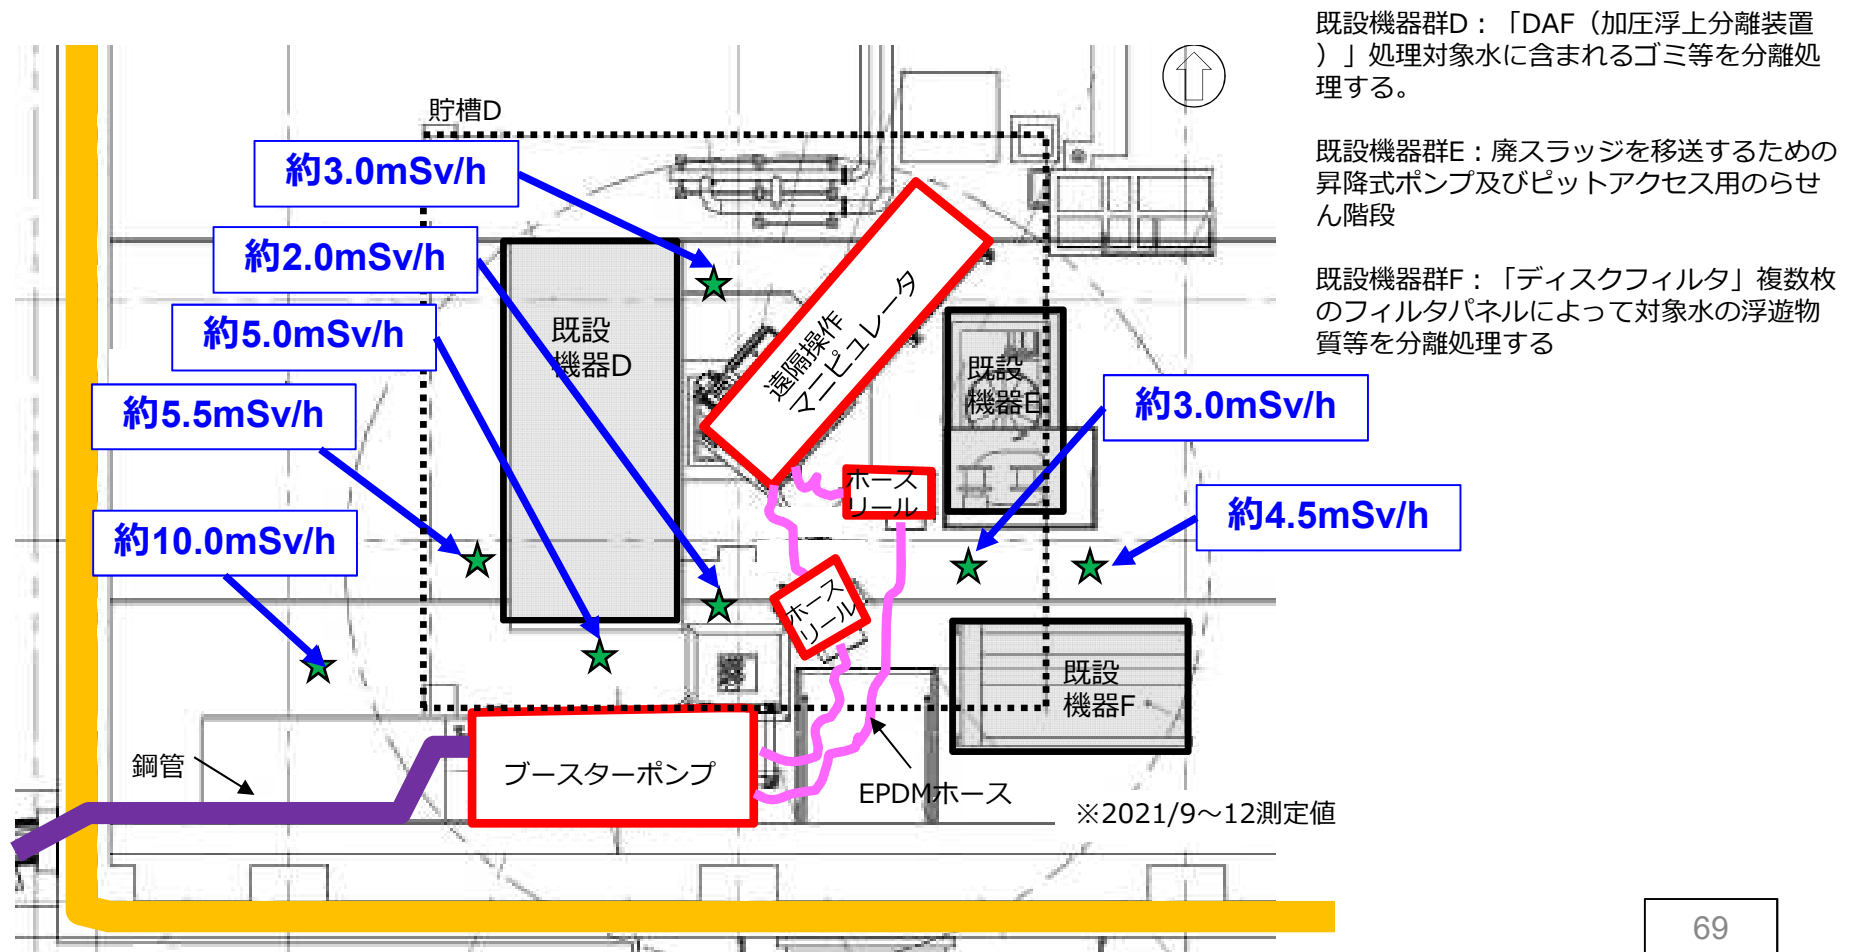 既設機器群D：「DAF（加圧浮上分離装置
）」処理対象水に含まれるゴミ等を分離処
理する。
既設機器群E：廃スラッジを移送するための
昇降式ポンプ及びピットアクセス用のらせ
ん階段
既設機器群F：「ディスクフィルタ」複数枚
のフィルタパネルによって対象水の浮遊物
質等を分離処理する
貯槽D
約3.0mSv/h
約2.0mSv/h
約5.0mSv/h
約5.5mSv/h
約10.0mSv/h
既設
機器D
遠隔操作
マニピュレータ
既設
機器E
約3.0mSv/h
約4.5mSv/h
ホース
リール
ホース
リール
既設
機器F
鋼管
ブースターポンプ
EPDMホース
※2021/9～12測定値
69